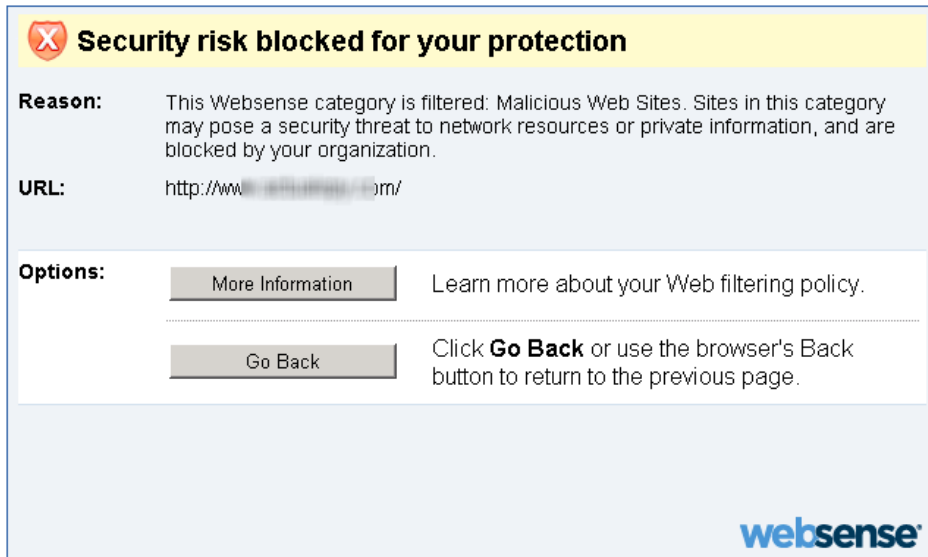 Security risk blocked for your protection
Reason: This Websense category is filtered: Malicious Web Sites. Sites in this category
may pose a security threat to network resources or private information, and are
blocked by your organization.
URL: http://ww om/
Options: More Information Learn more about your Web filtering policy.
Go Back Click Go Back or use the browser's Back
button to return to the previous page.
websense